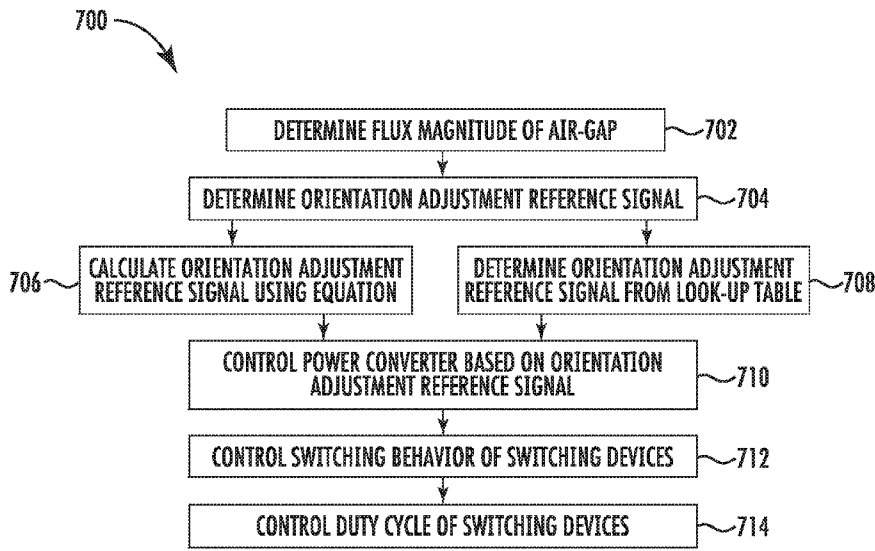 700
DETERMINE FLUX MAGNITUDE OF AIR-GAP
702
DETERMINE ORIENTATION ADJUSTMENT REFERENCE SIGNAL
704
706
CALCULATE ORIENTATION ADJUSTMENT
REFERENCE SIGNAL USING EQUATION
DETERMINE ORIENTATION ADJUSTMENT
REFERENCE SIGNAL FROM LOOK-UP TABLE
708
CONTROL POWER CONVERTER BASED ON ORIENTATION
ADJUSTMENT REFERENCE SIGNAL
710
CONTROL SWITCHING BEHAVIOR OF SWITCHING DEVICES
712
CONTROL DUTY CYCLE OF SWITCHING DEVICES
714